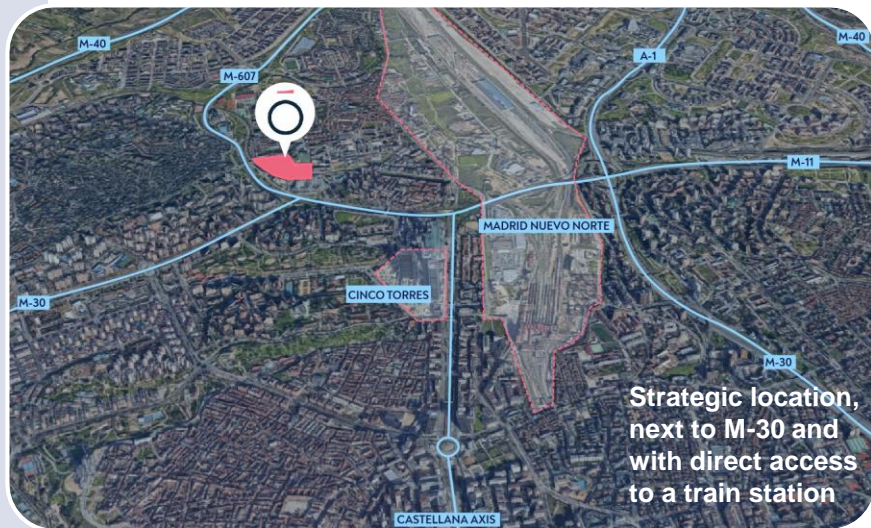 M-40
M-40
A-1
M-607
M-11
MADRID NUEVO NORTE
CINCO TORRES
M-30
M-30
Strategic location,
next to M-30 and
with direct access
to a train station
CASTELLANA AXIS